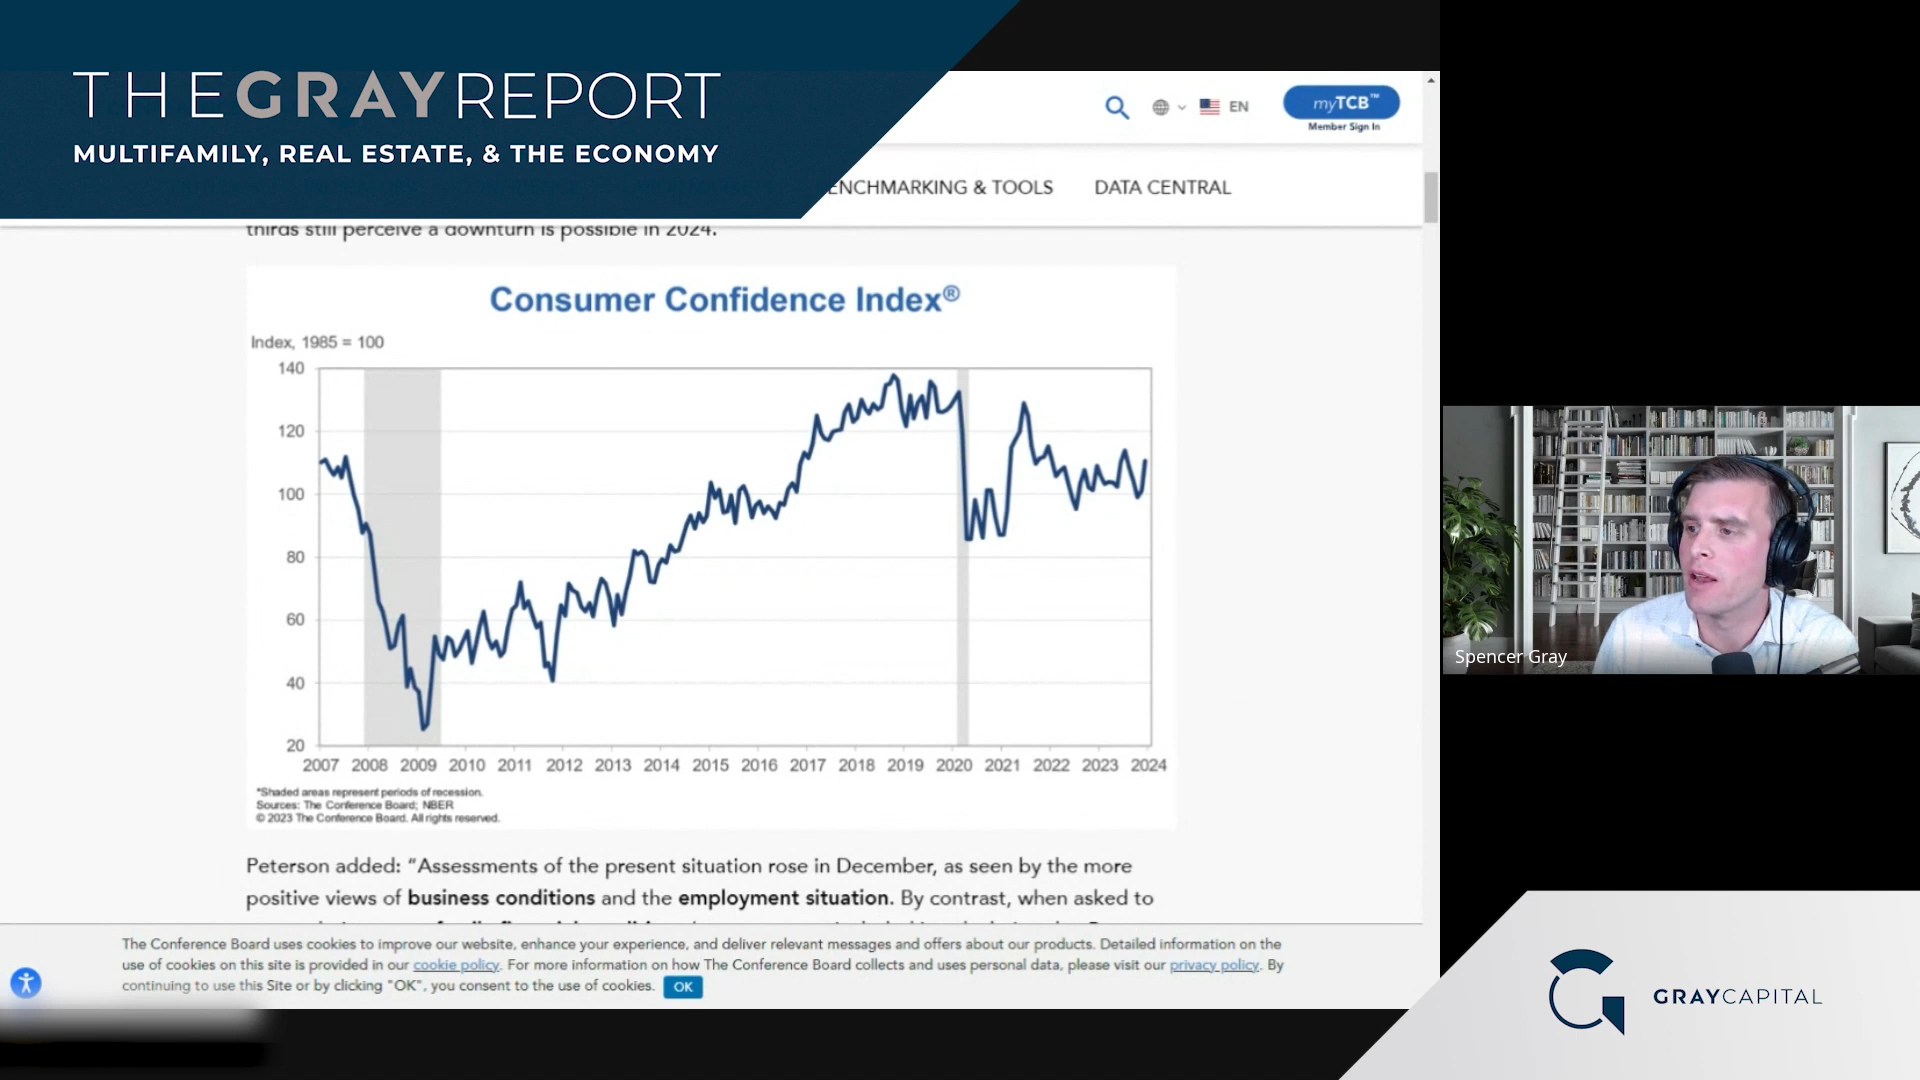 THEGRAYREPORT
MULTIFAMILY, REAL ESTATE, & THE ECONOMY
EN
myTCB™
Member Sign In
ENCHMARKING & TOOLS
DATA CENTRAL
thirds still perceive a downturn is possible in 2024.
Consumer Confidence Index®
Index, 1985 = 100
140
120
100
80
60
40
20
2007 2008 2009 2010 2011 2012 2013 2014 2015 2016 2017 2018 2019 2020 2021 2022 2023 2024
*Shaded areas represent periods of recession.
Sources: The Conference Board; NBER
© 2023 The Conference Board. All rights reserved.
Peterson added: “Assessments of the present situation rose in December, as seen by the more
positive views of business conditions and the employment situation. By contrast, when asked to
The Conference Board uses cookies to improve our website, enhance your experience, and deliver relevant messages and offers about our products. Detailed information on the
use of cookies on this site is provided in our cookie policy. For more information on how The Conference Board collects and uses personal data, please visit our privacy policy. By
continuing to use this Site or by clicking "OK", you consent to the use of cookies. OK
Spencer Gray
GRAYCAPITAL